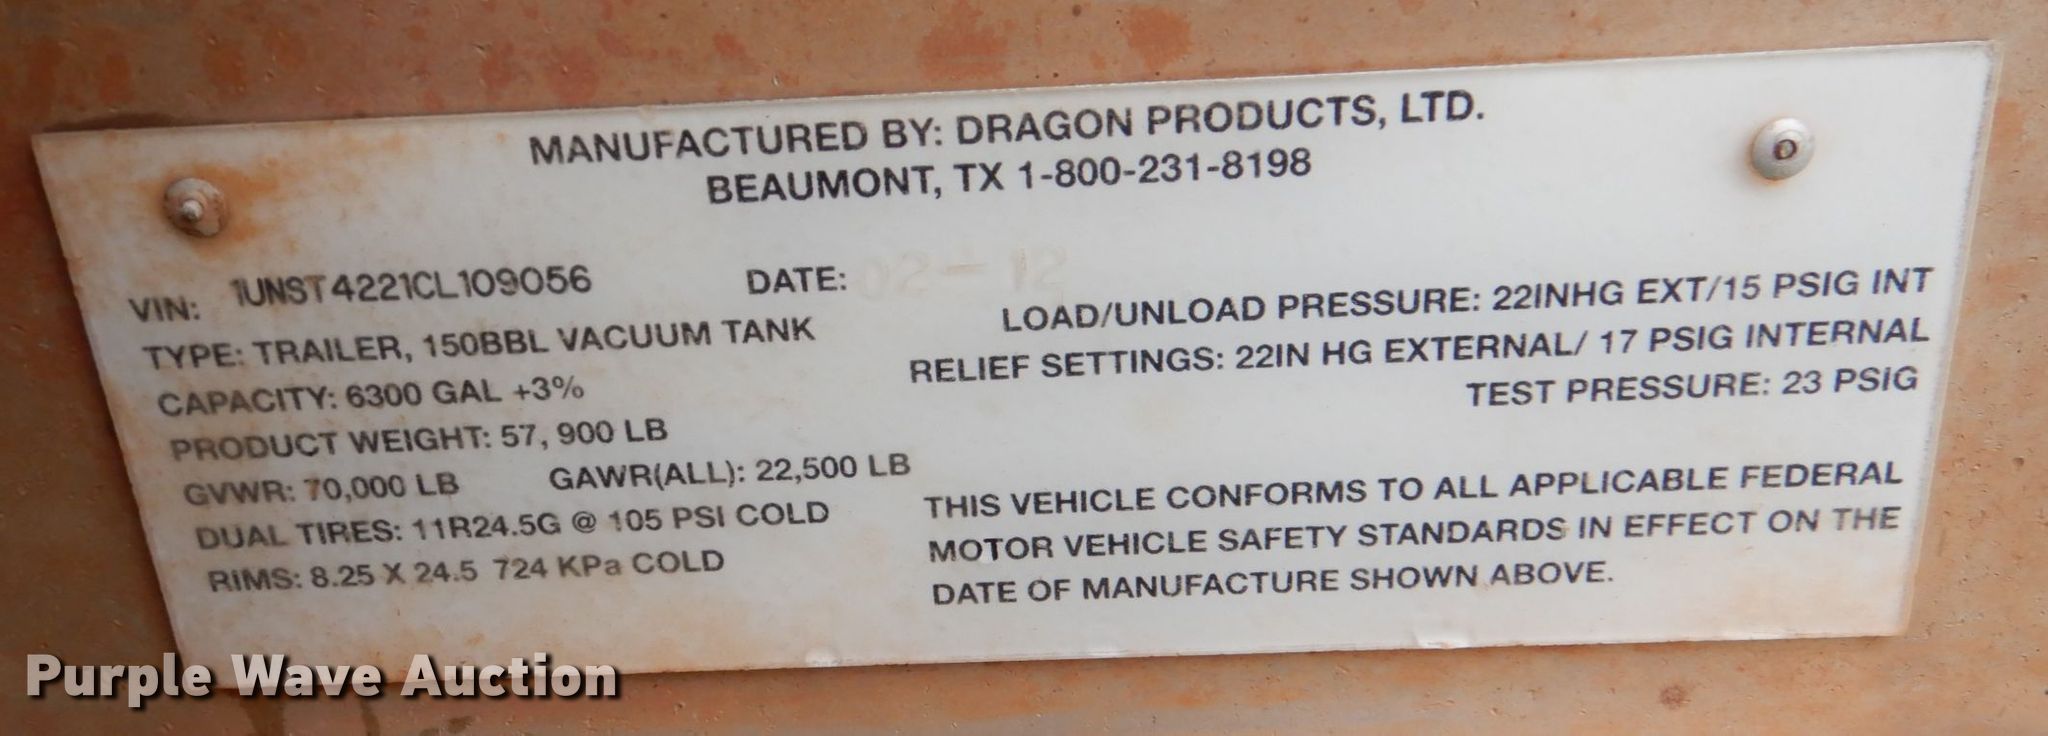 MANUFACTURED BY: DRAGON PRODUCTS, LTD.
BEAUMONT, TX 1-800-231-8198
VIN: 1UNST4221CL109056 DATE: 02-12
TYPE: TRAILER, 150BBL VACUUM TANK
CAPACITY: 6300 GAL +3%
PRODUCT WEIGHT: 57, 900 LB
GVWR: 70,000 LB GAWR(ALL): 22,500 LB
DUAL TIRES: 11R24.5G @ 105 PSI COLD
RIMS: 8.25 X 24.5 724 KPa COLD
LOAD/UNLOAD PRESSURE: 22INHG EXT/15 PSIG INT
RELIEF SETTINGS: 22IN HG EXTERNAL/ 17 PSIG INTERNAL
TEST PRESSURE: 23 PSIG
THIS VEHICLE CONFORMS TO ALL APPLICABLE FEDERAL
MOTOR VEHICLE SAFETY STANDARDS IN EFFECT ON THE
DATE OF MANUFACTURE SHOWN ABOVE.
Purple Wave Auction